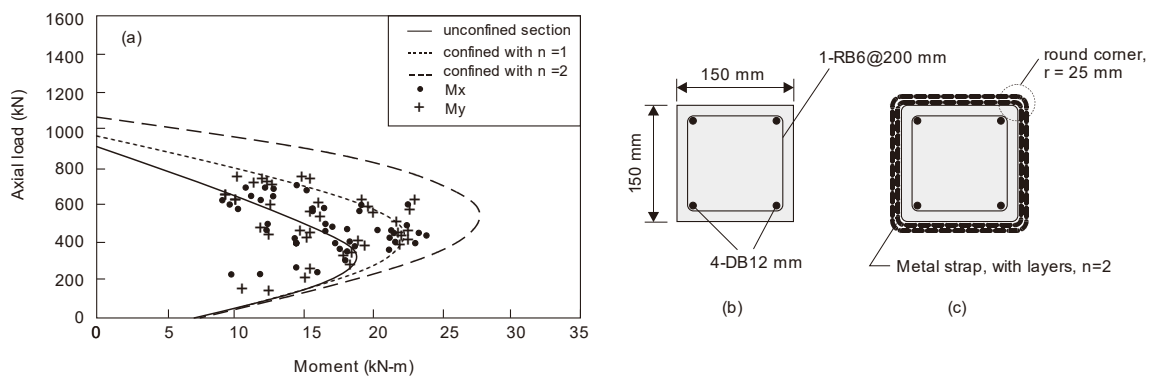 (a)
unconfined section
confined with n =1
confined with n =2
Mx
My
1600
1400
1200
1000
800
600
400
200
0
Axial load (kN)
0
5
10
15
20
25
30
35
Moment (kN-m)
150 mm
150 mm
1-RB6@200 mm
4-DB12 mm
(b)
round corner,
r = 25 mm
Metal strap, with layers, n=2
(c)